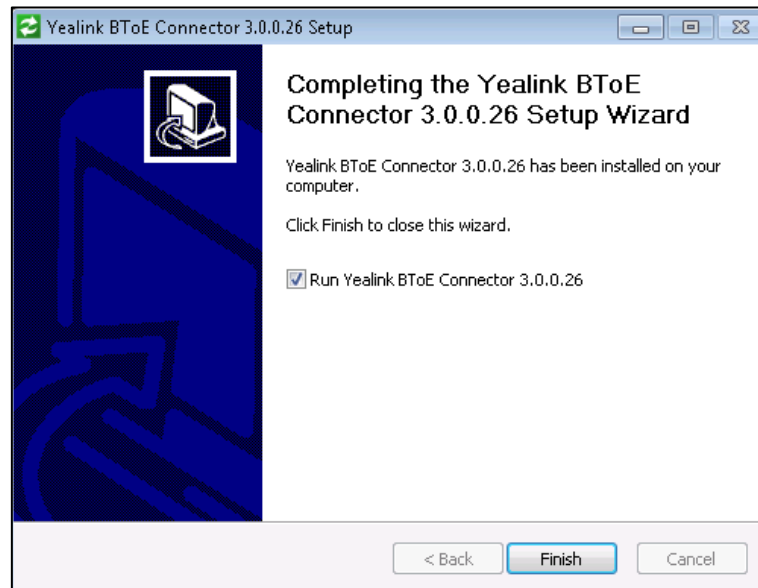 Yealink BToE Connector 3.0.0.26 Setup
Completing the Yealink BToE
Connector 3.0.0.26 Setup Wizard
Yealink BToE Connector 3.0.0.26 has been installed on your
computer.
Click Finish to close this wizard.
Run Yealink BToE Connector 3.0.0.26
< Back Finish Cancel